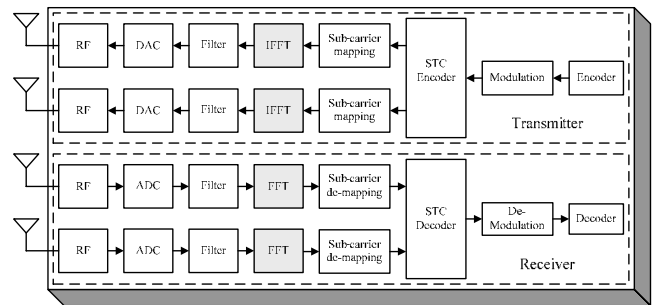 RF DAC Filter IFFT Sub-carrier
mapping
STC
Encoder
Modulation Encoder
RF DAC Filter IFFT Sub-carrier
mapping
Transmitter
RF ADC Filter FFT Sub-carrier
de-mapping
STC
Decoder
De-
Modulation
Decoder
RF ADC Filter FFT Sub-carrier
de-mapping
Receiver